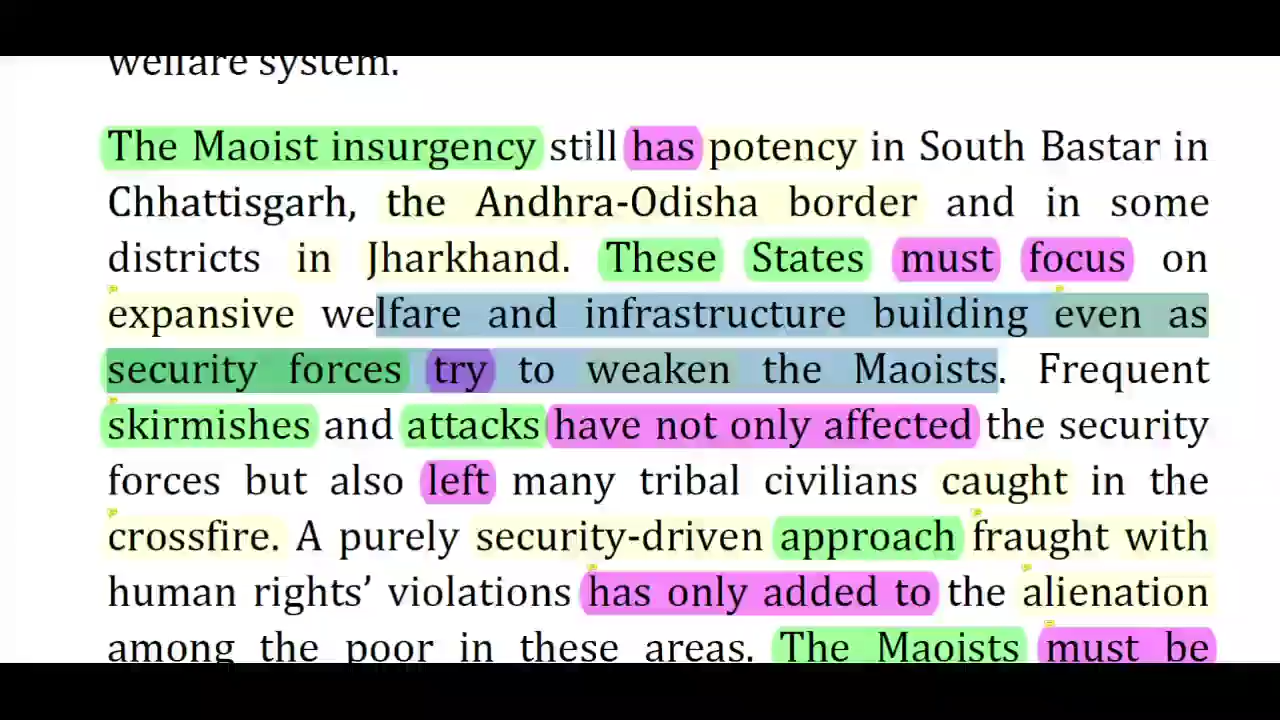 welfare system.
The Maoist insurgency still has potency in South Bastar in
Chhattisgarh, the Andhra-Odisha border and in some
districts in Jharkhand. These States must focus on
expansive welfare and infrastructure building even as
security forces try to weaken the Maoists. Frequent
skirmishes and attacks have not only affected the security
forces but also left many tribal civilians caught in the
crossfire. A purely security-driven approach fraught with
human rights’ violations has only added to the alienation
among the poor in these areas. The Maoists must be